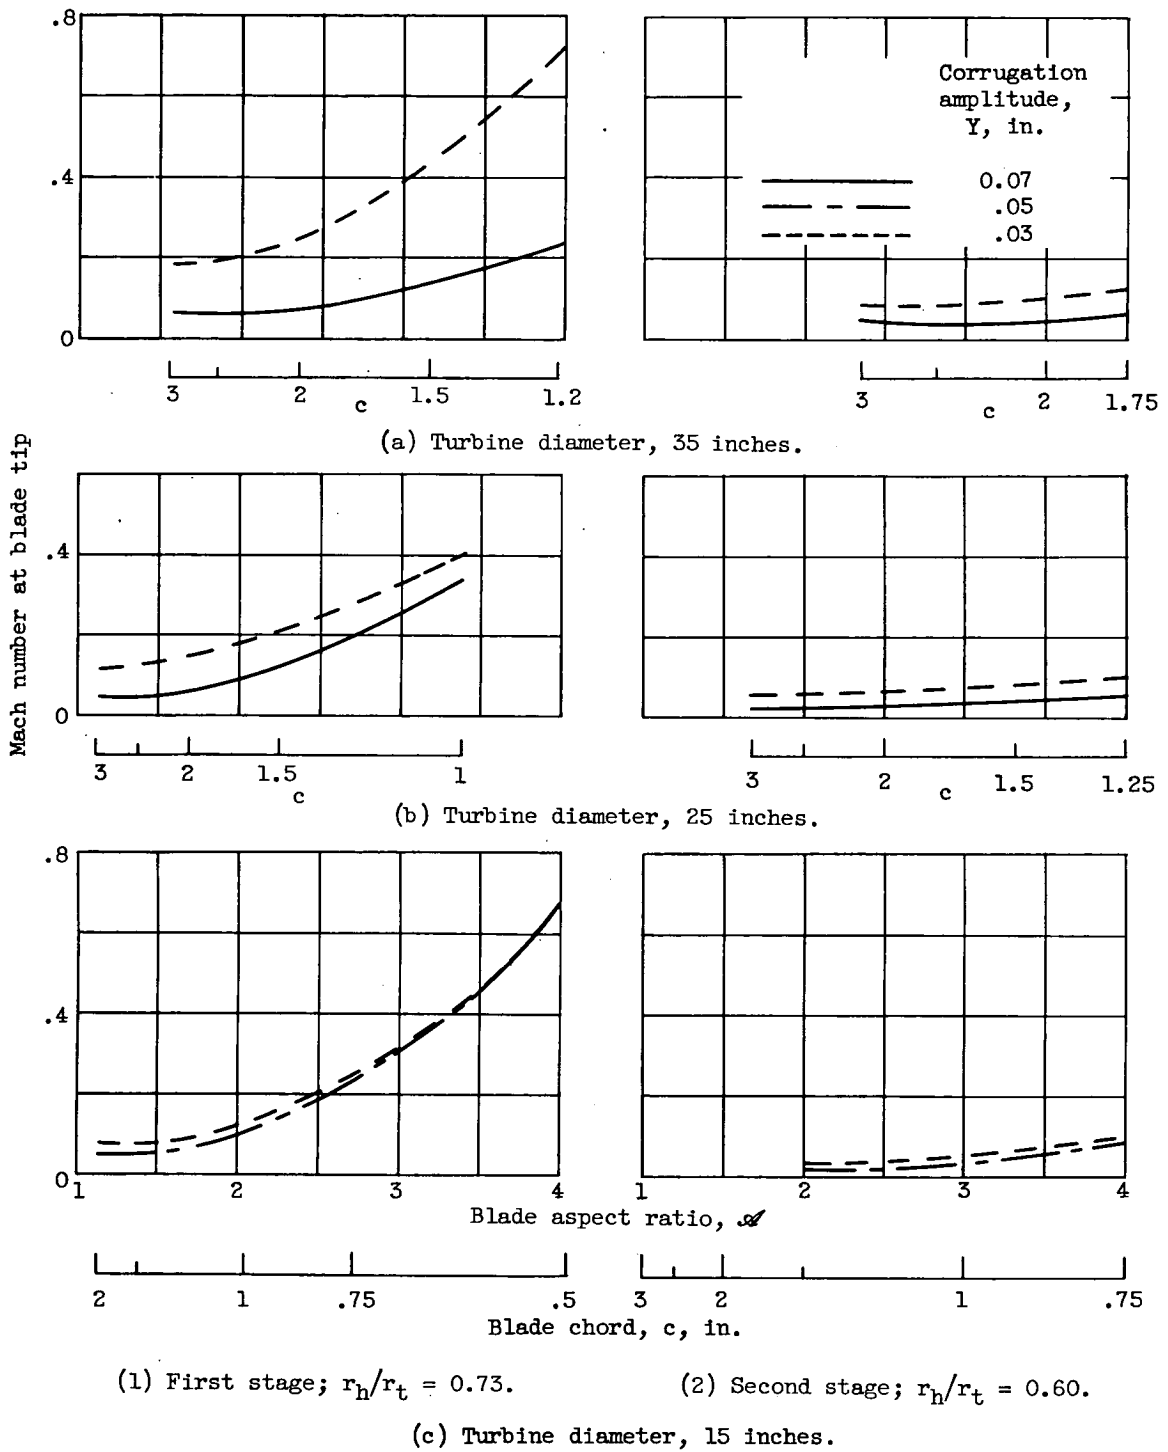 .8
.4
0
Corrugation
amplitude,
Y, in.
0.07
.05
.03
3 2 1.5 1.2
c
3 2 1.75
c
(a) Turbine diameter, 35 inches.
Mach number at blade tip
.4
0
3 2 1.5 1
c
3 2 1.5 1.25
c
(b) Turbine diameter, 25 inches.
.8
.4
0
1 2 3 4
1 2 3 4
Blade aspect ratio, 𝒜
2 1 .75 .5
3 2 1 .75
Blade chord, c, in.
(1) First stage; r_h/r_t = 0.73.
(2) Second stage; r_h/r_t = 0.60.
(c) Turbine diameter, 15 inches.